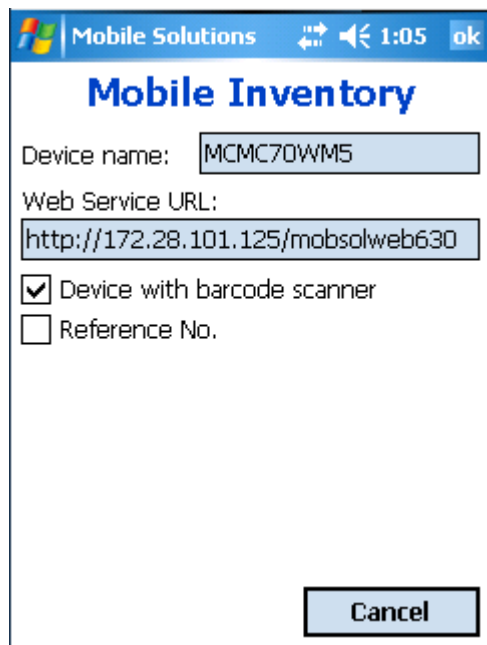 Mobile Solutions 1:05 ok
Mobile Inventory
Device name: MCMC70WM5
Web Service URL:
http://172.28.101.125/mobsolweb630
Device with barcode scanner
Reference No.
Cancel